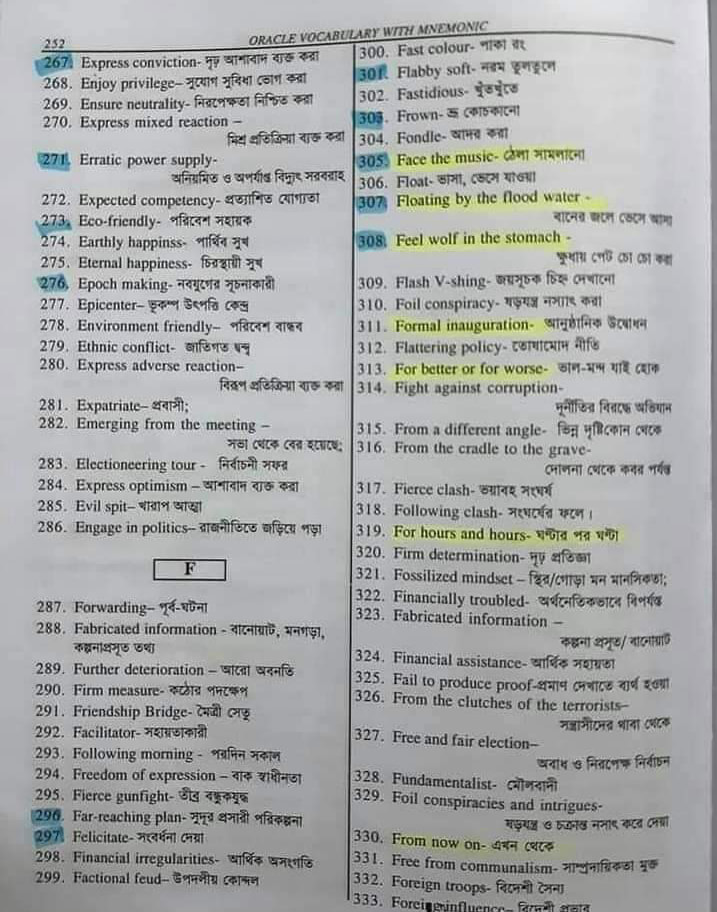 252
ORACLE VOCABULARY WITH MNEMONIC
267. Express conviction- দৃঢ় আশাবাদ ব্যক্ত করা
268. Enjoy privilege– সুযোগ সুবিধা ভোগ করা
269. Ensure neutrality- নিরপেক্ষতা নিশ্চিত করা
270. Express mixed reaction –
মিশ্র প্রতিক্রিয়া ব্যক্ত করা
271. Erratic power supply-
অনিয়মিত ও অপর্যাপ্ত বিদ্যুৎ সরবরাহ
272. Expected competency- প্রত্যাশিত যোগ্যতা
273. Eco-friendly- পরিবেশ সহায়ক
274. Earthly happinss- পার্থিব সুখ
275. Eternal happiness- চিরস্থায়ী সুখ
276. Epoch making- নবযুগের সূচনাকারী
277. Epicenter– ভূকম্প উৎপত্তি কেন্দ্র
278. Environment friendly– পরিবেশ বান্ধব
279. Ethnic conflict- জাতিগত দ্বন্দ্ব
280. Express adverse reaction–
বিরূপ প্রতিক্রিয়া ব্যক্ত করা
281. Expatriate– প্রবাসী;
282. Emerging from the meeting –
সভা থেকে বের হয়েছে;
283. Electioneering tour - নির্বাচনী সফর
284. Express optimism – আশাবাদ ব্যক্ত করা
285. Evil spit– খারাপ আত্মা
286. Engage in politics– রাজনীতিতে জড়িয়ে পড়া
F
287. Forwarding– পূর্ব-ঘটনা
288. Fabricated information - বানোয়াট, মনগড়া,
কল্পনাপ্রসূত তথ্য
289. Further deterioration – আরো অবনতি
290. Firm measure- কঠোর পদক্ষেপ
291. Friendship Bridge- মৈত্রী সেতু
292. Facilitator- সহায়তাকারী
293. Following morning - পরদিন সকাল
294. Freedom of expression – বাক স্বাধীনতা
295. Fierce gunfight- তীব্র বন্দুকযুদ্ধ
296. Far-reaching plan- সুদূর প্রসারী পরিকল্পনা
297. Felicitate- সংবর্ধনা দেয়া
298. Financial irregularities- আর্থিক অসংগতি
299. Factional feud– উপদলীয় কোন্দল
300. Fast colour- পাকা রং
301. Flabby soft- নরম তুলতুলে
302. Fastidious- খুঁতখুঁতে
303. Frown- ভ্রু কোচকানো
304. Fondle- আদর করা
305. Face the music- ঠেলা সামলানো
306. Float- ভাসা, ভেসে যাওয়া
307. Floating by the flood water -
বানের জলে ভেসে আসা
308. Feel wolf in the stomach -
ক্ষুধায় পেট চো চো করা
309. Flash V-shing- জয়সূচক চিহ্ন দেখানো
310. Foil conspiracy- ষড়যন্ত্র নস্যাৎ করা
311. Formal inauguration- আনুষ্ঠানিক উদ্বোধন
312. Flattering policy- তোষামোদ নীতি
313. For better or for worse- ভাল-মন্দ যাই হোক
314. Fight against corruption-
দূর্নীতির বিরূদ্ধে অভিযান
315. From a different angle- ভিন্ন দৃষ্টিকোন থেকে
316. From the cradle to the grave-
দোলনা থেকে কবর পর্যন্ত
317. Fierce clash- ভয়াবহ সংঘর্ষ
318. Following clash- সংঘর্ষের ফলে।
319. For hours and hours- ঘন্টার পর ঘন্টা
320. Firm determination- দৃঢ় প্রতিজ্ঞা
321. Fossilized mindset – স্থির/গোড়া মন মানসিকতা;
322. Financially troubled- অর্থনৈতিকভাবে বিপর্যস্ত
323. Fabricated information –
কল্পনা প্রসূত/ বানোয়াট
324. Financial assistance- আর্থিক সহায়তা
325. Fail to produce proof-প্রমাণ দেখাতে ব্যর্থ হওয়া
326. From the clutches of the terrorists–
সন্ত্রাসীদের থাবা থেকে
327. Free and fair election–
অবাধ ও নিরপেক্ষ নির্বাচন
328. Fundamentalist- মৌলবাদী
329. Foil conspiracies and intrigues-
ষড়যন্ত্র ও চক্রান্ত নস্যাৎ করে দেয়া
330. From now on- এখন থেকে
331. Free from communalism- সাম্প্রদায়িকতা মুক্ত
332. Foreign troops- বিদেশী সৈন্য
333. Foreign influence– বিদেশী প্রভাব